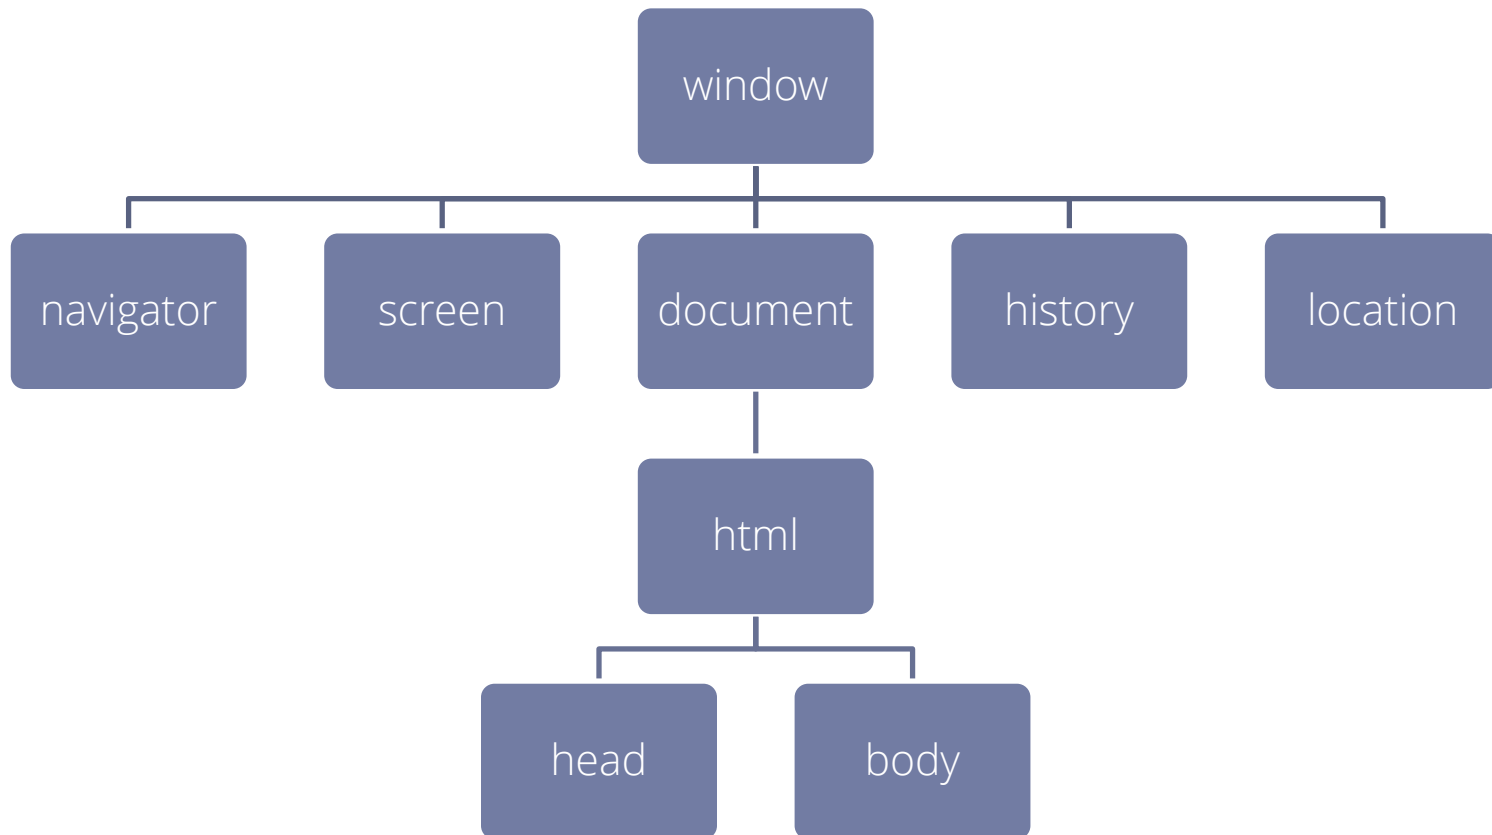 window
navigator
screen
document
history
location
html
head
body